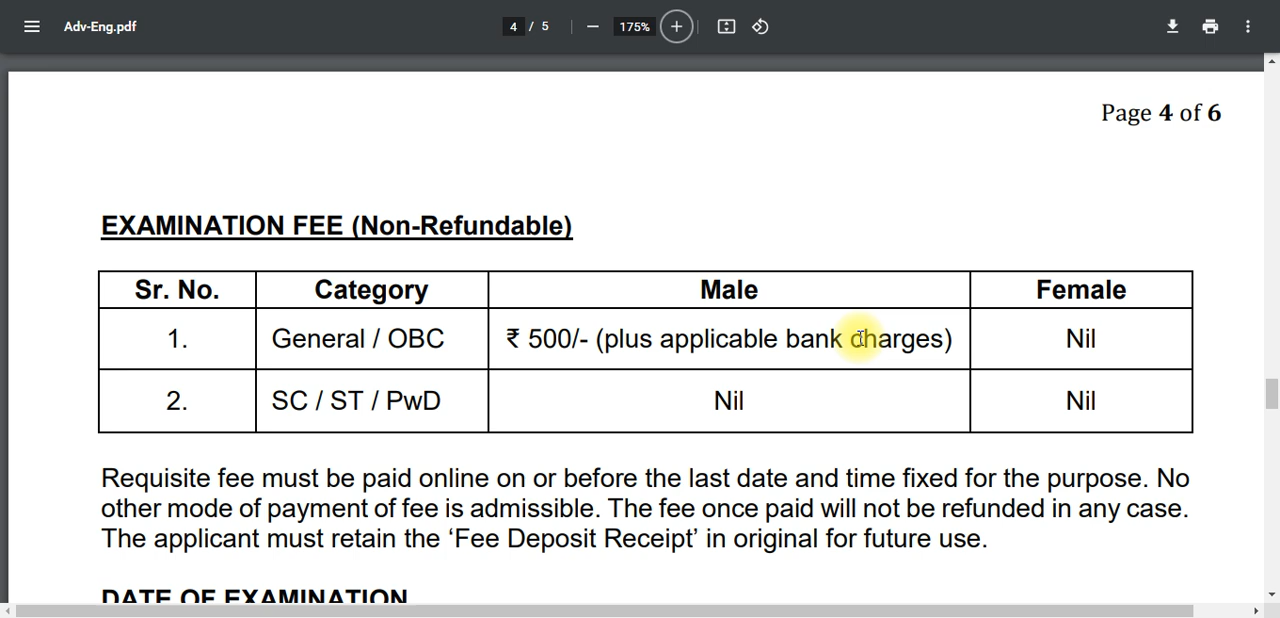 Adv-Eng.pdf 4 / 5 175%
Page 4 of 6
EXAMINATION FEE (Non-Refundable)
Sr. No. Category Male Female
1. General / OBC ₹ 500/- (plus applicable bank charges) Nil
2. SC / ST / PwD Nil Nil
Requisite fee must be paid online on or before the last date and time fixed for the purpose. No
other mode of payment of fee is admissible. The fee once paid will not be refunded in any case.
The applicant must retain the ‘Fee Deposit Receipt’ in original for future use.
DATE OF EXAMINATION